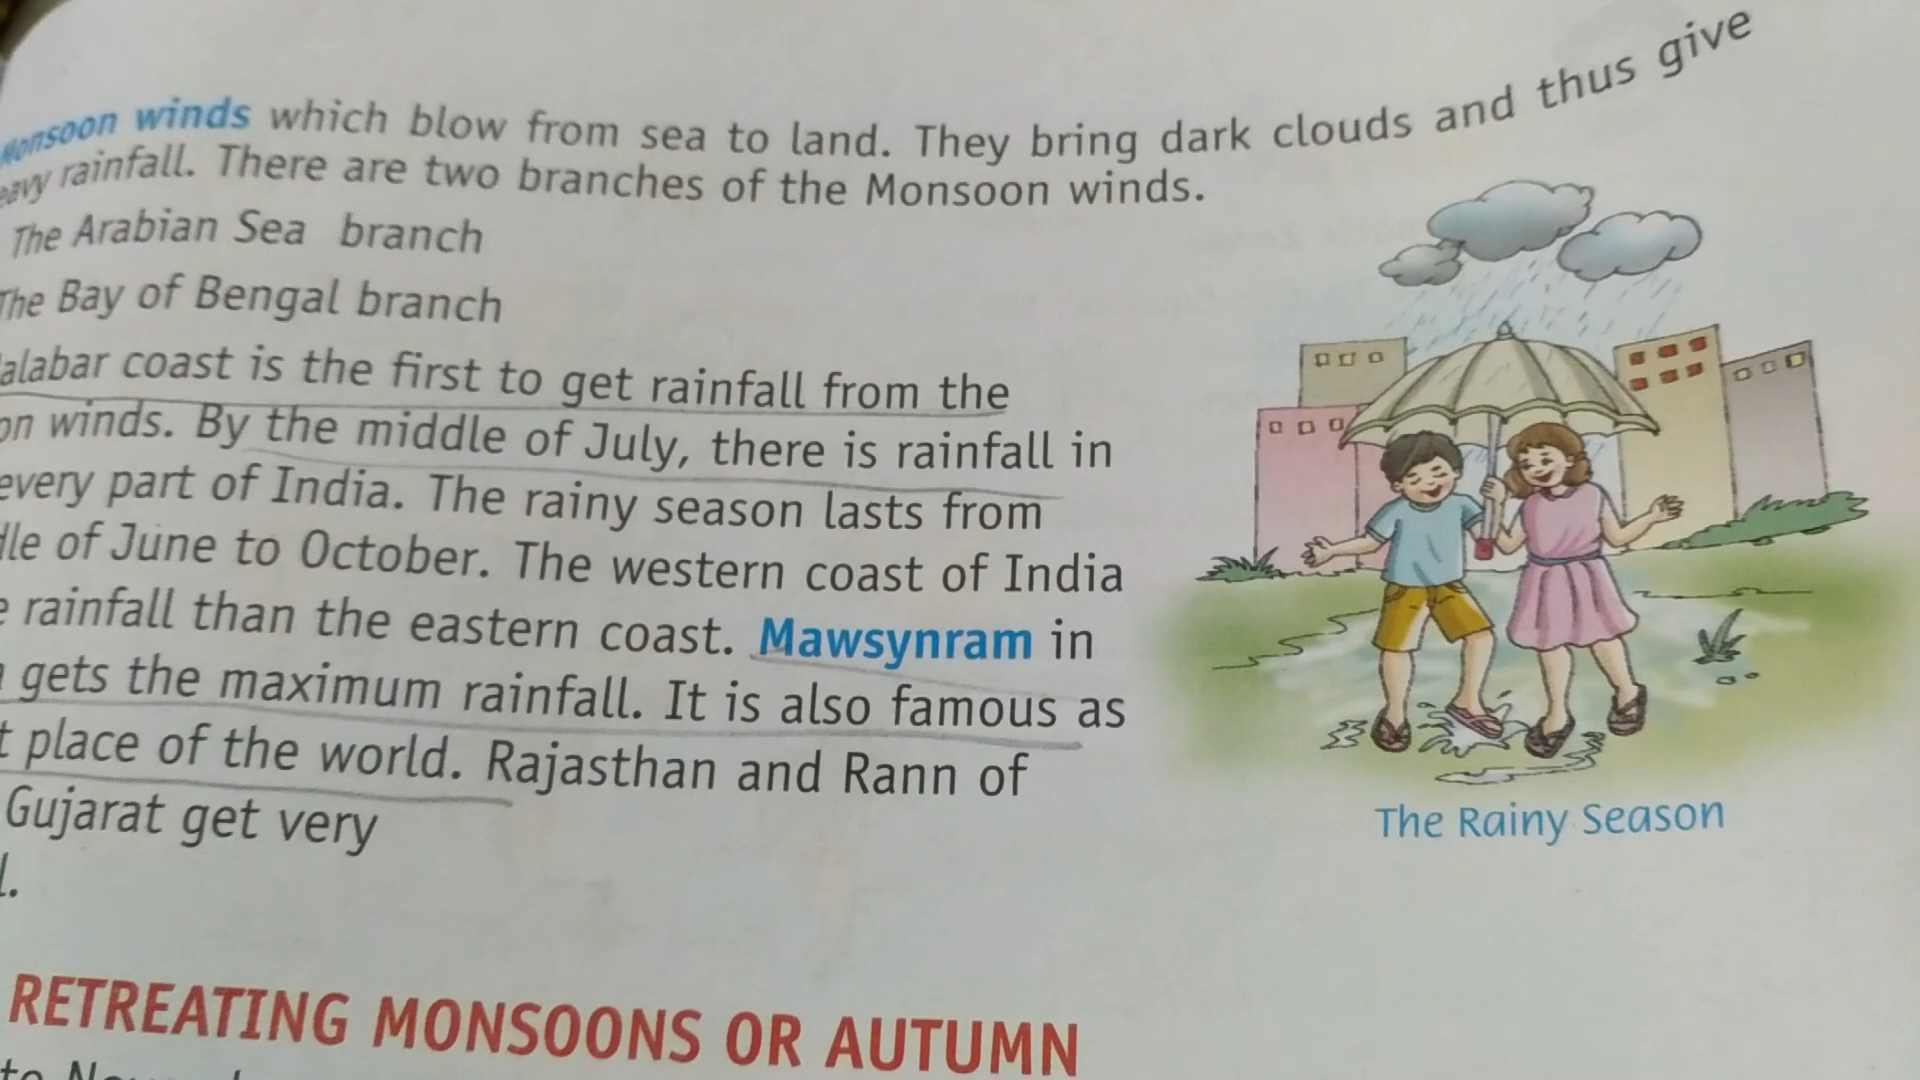 Monsoon winds which blow from sea to land. They bring dark clouds and thus give
eavy rainfall. There are two branches of the Monsoon winds.
The Arabian Sea branch
The Bay of Bengal branch
alabar coast is the first to get rainfall from the
on winds. By the middle of July, there is rainfall in
every part of India. The rainy season lasts from
dle of June to October. The western coast of India
rainfall than the eastern coast. Mawsynram in
gets the maximum rainfall. It is also famous as
t place of the world. Rajasthan and Rann of
Gujarat get very
l.
The Rainy Season
RETREATING MONSOONS OR AUTUMN
to